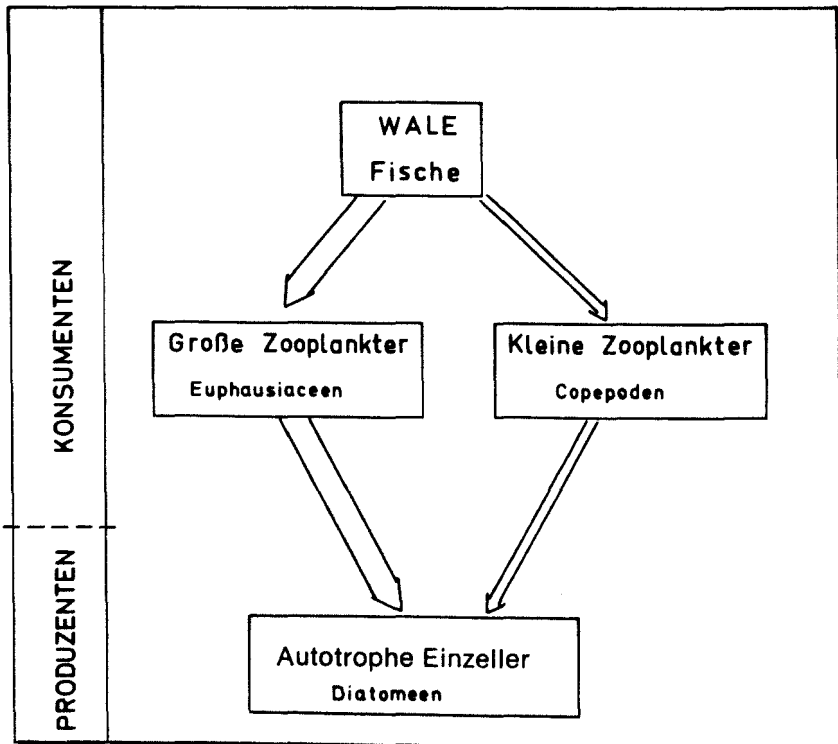 WALE
Fische
KONSUMENTEN
Große Zooplankter
Euphausiaceen
Kleine Zooplankter
Copepoden
PRODUZENTEN
Autotrophe Einzeller
Diatomeen